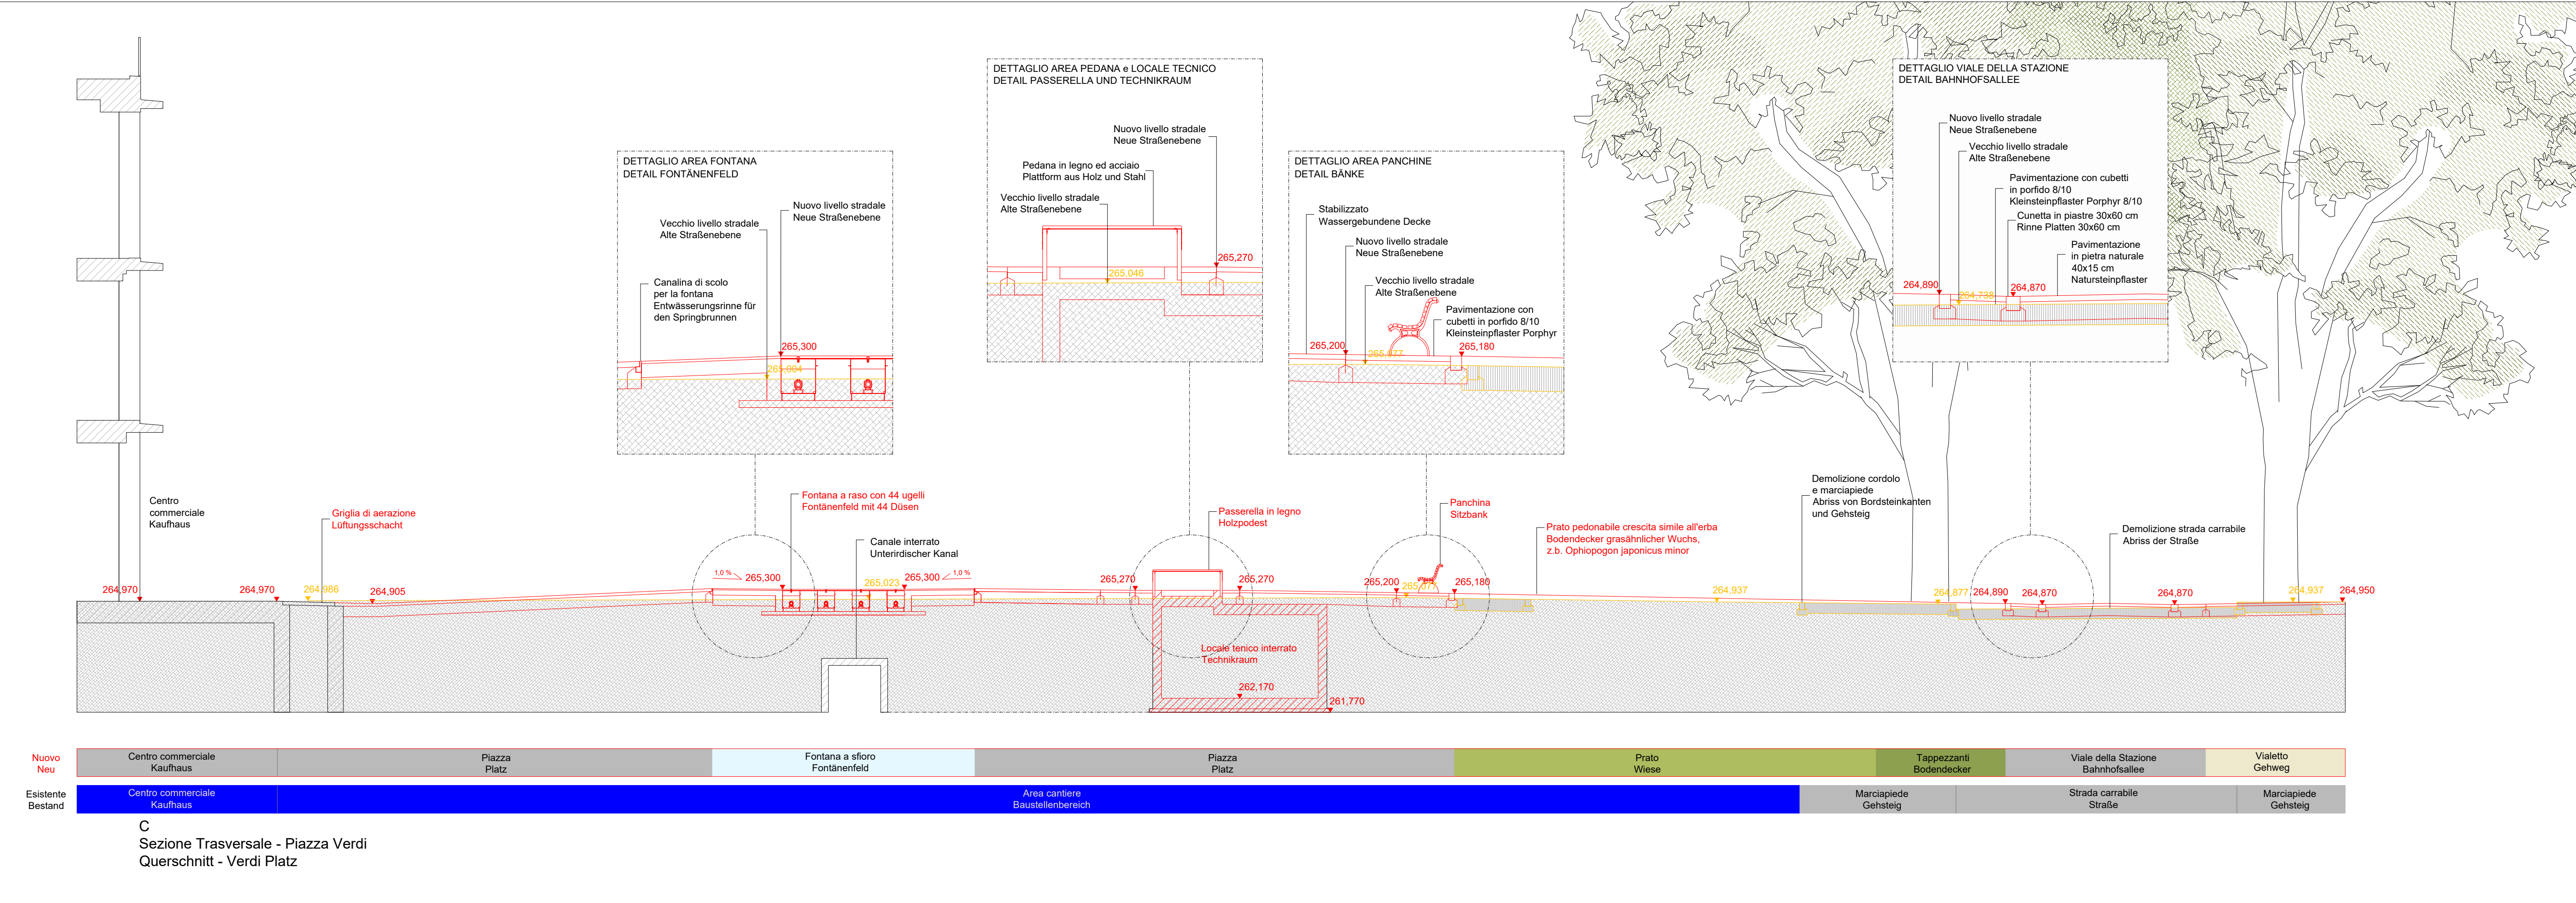 DETTAGLIO AREA FONTANA
DETAIL FONTÄNENFELD
Nuovo livello stradale
Neue Straßenebene
Vecchio livello stradale
Alte Straßenebene
Canalina di scolo
per la fontana
Entwässerungsrinne für
den Springbrunnen
265,300
DETTAGLIO AREA PEDANA e LOCALE TECNICO
DETAIL PASSERELLA UND TECHNIKRAUM
Nuovo livello stradale
Neue Straßenebene
Pedana in legno ed acciaio
Plattform aus Holz und Stahl
Vecchio livello stradale
Alte Straßenebene
265,270
265,046
DETTAGLIO AREA PANCHINE
DETAIL BÄNKE
Stabilizzato
Wassergebundene Decke
Nuovo livello stradale
Neue Straßenebene
Vecchio livello stradale
Alte Straßenebene
Pavimentazione con
cubetti in porfido 8/10
Kleinsteinpflaster Porphyr
265,200
265,077
265,180
DETTAGLIO VIALE DELLA STAZIONE
DETAIL BAHNHOFSALLEE
Nuovo livello stradale
Neue Straßenebene
Vecchio livello stradale
Alte Straßenebene
Pavimentazione con cubetti
in porfido 8/10
Kleinsteinpflaster Porphyr 8/10
Cunetta in piastre 30x60 cm
Rinne Platten 30x60 cm
Pavimentazione
in pietra naturale
40x15 cm
Natursteinpflaster
264,890
264,738
264,870
Centro
commerciale
Kaufhaus
Griglia di aerazione
Lüftungsschacht
Fontana a raso con 44 ugelli
Fontänenfeld mit 44 Düsen
Canale interrato
Unterirdischer Kanal
Passerella in legno
Holzpodest
Panchina
Sitzbank
Prato pedonabile crescita simile all'erba
Bodendecker grasähnlicher Wuchs,
z.b. Ophiopogon japonicus minor
Demolizione cordolo
e marciapiede
Abriss von Bordsteinkanten
und Gehsteig
Demolizione strada carrabile
Abriss der Straße
264,970
264,970
264,986
264,905
1,0 %
265,300
265,023
265,300
1,0 %
265,270
265,270
265,200
265,077
265,180
264,937
264,877
264,890
264,870
264,870
264,937
264,950
Locale tenico interrato
Technikraum
262,170
261,770
Nuovo
Neu
Centro commerciale
Kaufhaus
Piazza
Platz
Fontana a sfioro
Fontänenfeld
Piazza
Platz
Prato
Wiese
Tappezzanti
Bodendecker
Viale della Stazione
Bahnhofsallee
Vialetto
Gehweg
Esistente
Bestand
Centro commerciale
Kaufhaus
Area cantiere
Baustellenbereich
Marciapiede
Gehsteig
Strada carrabile
Straße
Marciapiede
Gehsteig
C
Sezione Trasversale - Piazza Verdi
Querschnitt - Verdi Platz